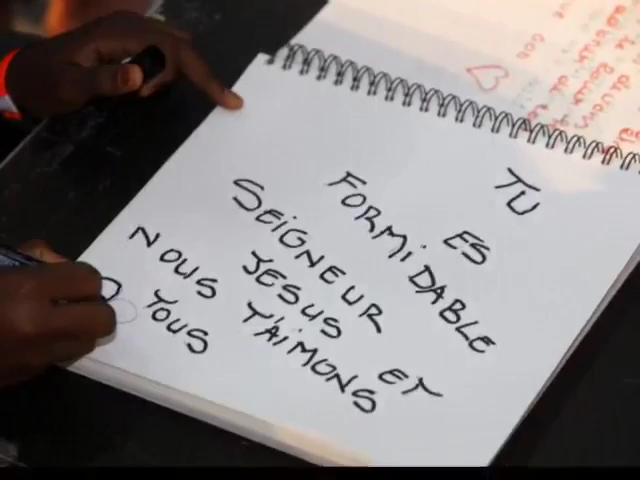 TU
ES
FORMiDABLE
SEiGNEUR
JESUS ET
NOUS T'AiMONS
TOUS